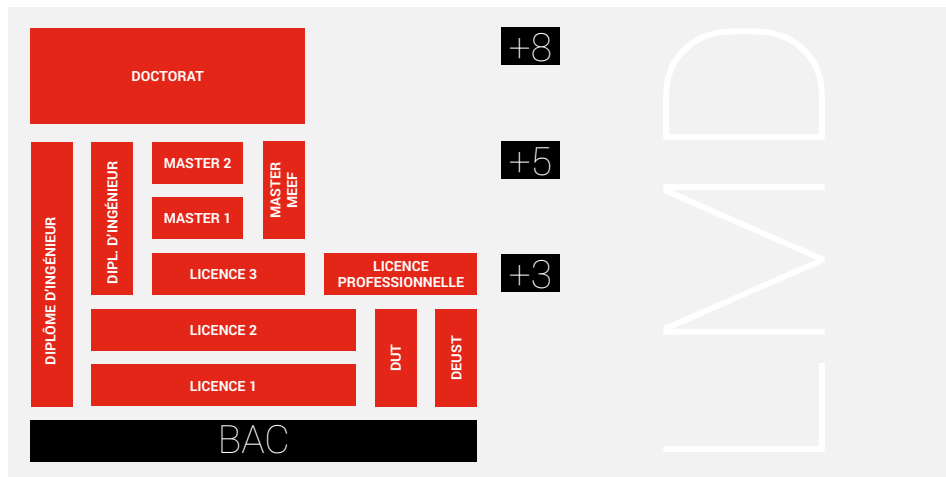 DOCTORAT
+8
DIPLÔME D'INGÉNIEUR
DIPL. D'INGÉNIEUR
MASTER 2
MASTER 1
MASTER
MEEF
+5
LICENCE 3
LICENCE
PROFESSIONNELLE
+3
LICENCE 2
LICENCE 1
DUT
DEUST
BAC
LMD